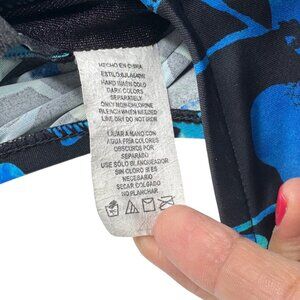 HECHO EN CHINA
ESTILO:
HAND WASH COLD
DARK COLORS
SEPARATELY
ONLY NON-CHLORINE
BLEACH WHEN NEEDED
LINE DRY DO NOT IRON
LAVAR A MANO CON
AGUA FRIA COLORES
OBSCUROS POR
SEPARADO
USE SOLO BLANQUEADOR
SIN CLORO SI ES
NECESARIO
SECAR COLGADO
NO PLANCHAR